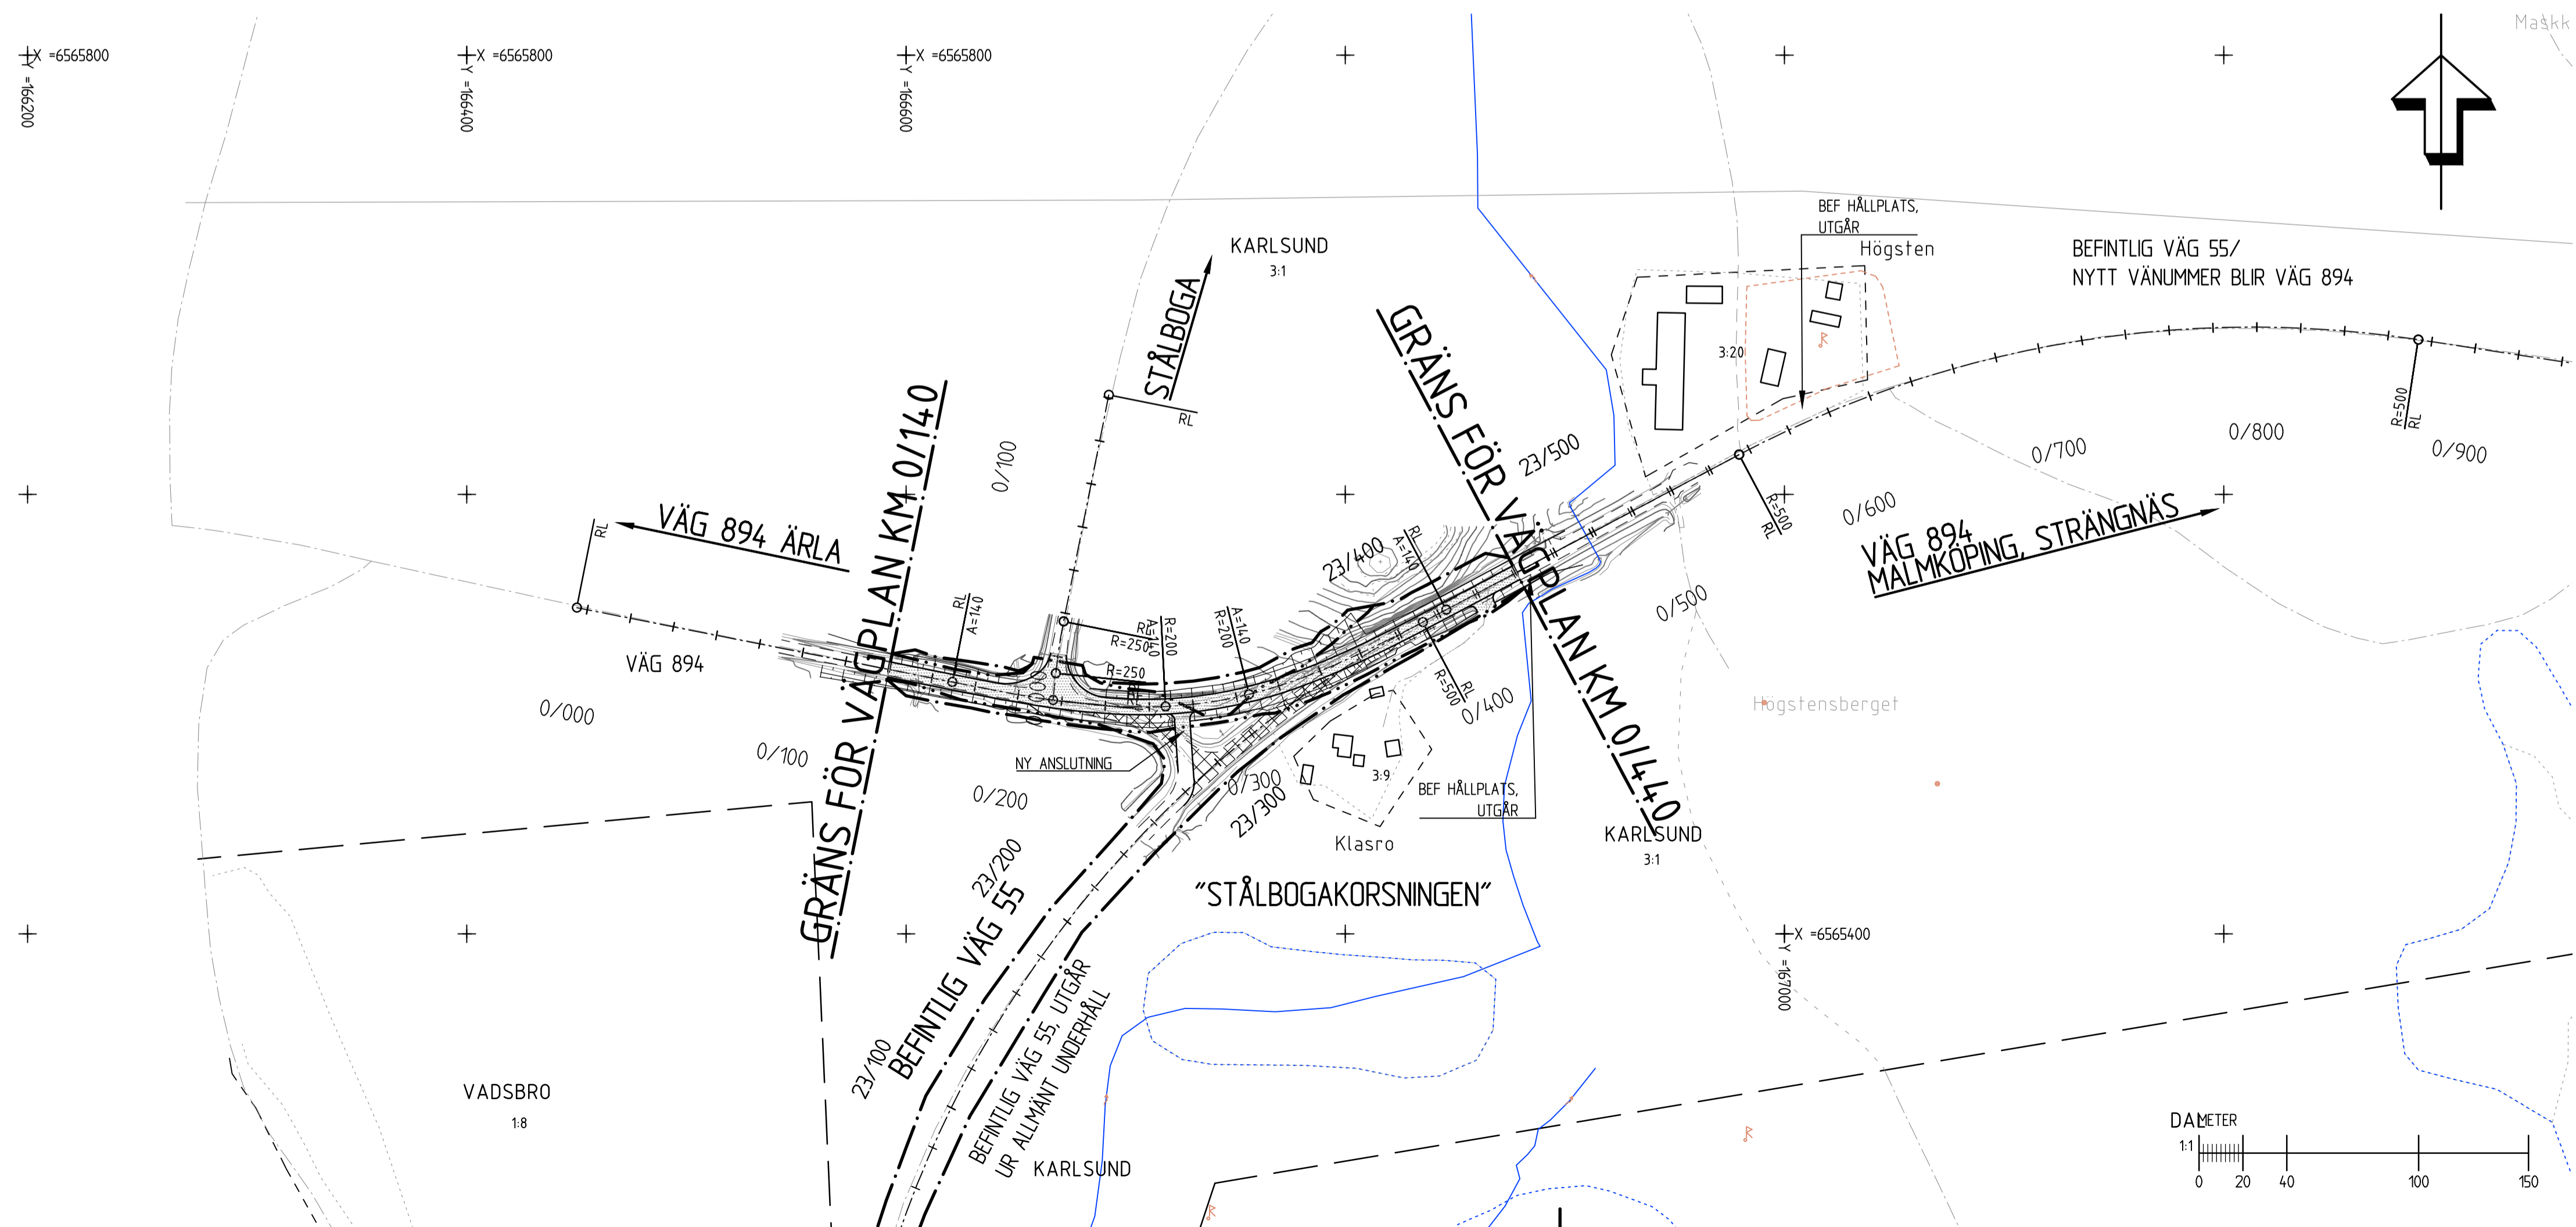 Maskk
X =6565800
Y =166200
X =6565800
Y =166400
X =6565800
Y =166600
BEF HÅLLPLATS,
UTGÅR
Högsten
KARLSUND
3:1
BEFINTLIG VÄG 55/
NYTT VÄNUMMER BLIR VÄG 894
STÅLBOGA
RL
3:20
R=500
RL
0/700
0/800
0/900
GRÄNS FÖR VÄGPLAN KM 0/140
GRÄNS FÖR VÄGPLAN KM 0/440
0/100
23/500
RL
VÄG 894 ÄRLA
R=500
RL
0/600
VÄG 894
MALMKÖPING, STRÄNGNÄS
23/400
RL
A=140
0/500
RL
A=140
RL
R=250
A=140
R=200
A=140
R=200
R=250
RL
VÄG 894
0/000
0/000
0/100
0/200
RL
R=500
0/400
Högstensberget
NY ANSLUTNING
0/300
23/300
3:9
BEF HÅLLPLATS,
UTGÅR
Klasro
KARLSUND
3:1
23/200
"STÅLBOGAKORSNINGEN"
BEFINTLIG VÄG 55
X =6565400
Y =167000
23/100
BEFINTLIG VÄG 55, UTGÅR
UR ALLMÄNT UNDERHÅLL
VADSBRO
1:8
KARLSUND
DAL
METER
1:1
0 20 40 100 150